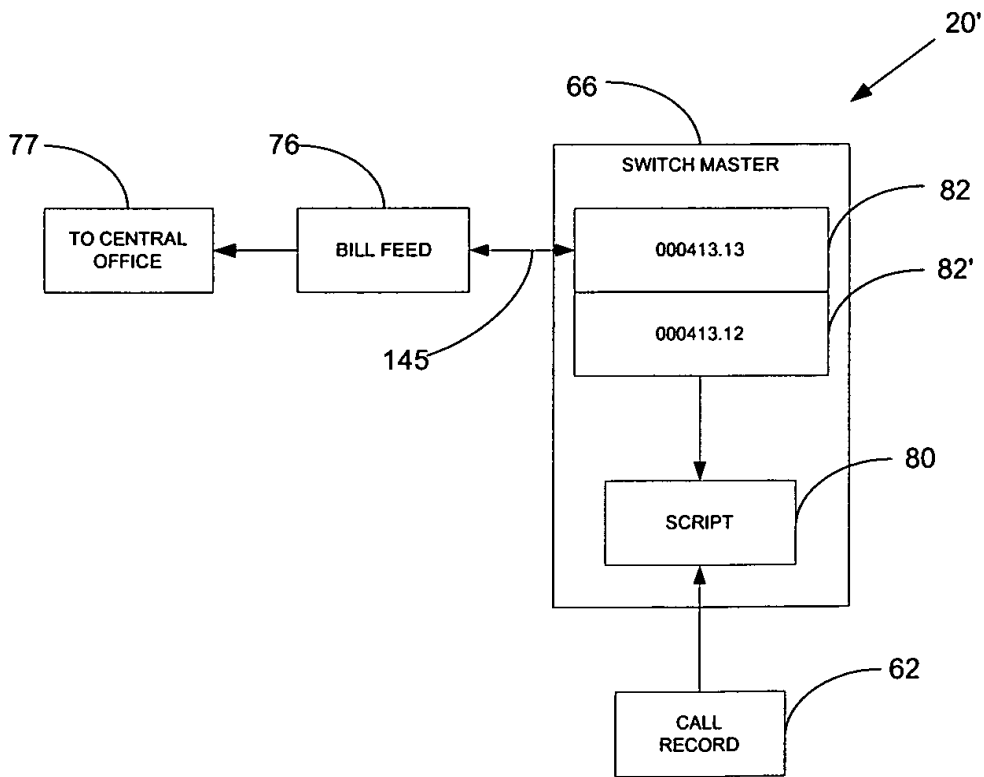 20'
66
77
76
SWITCH MASTER
82
TO CENTRAL
OFFICE
BILL FEED
000413.13
82'
145
000413.12
80
SCRIPT
62
CALL
RECORD